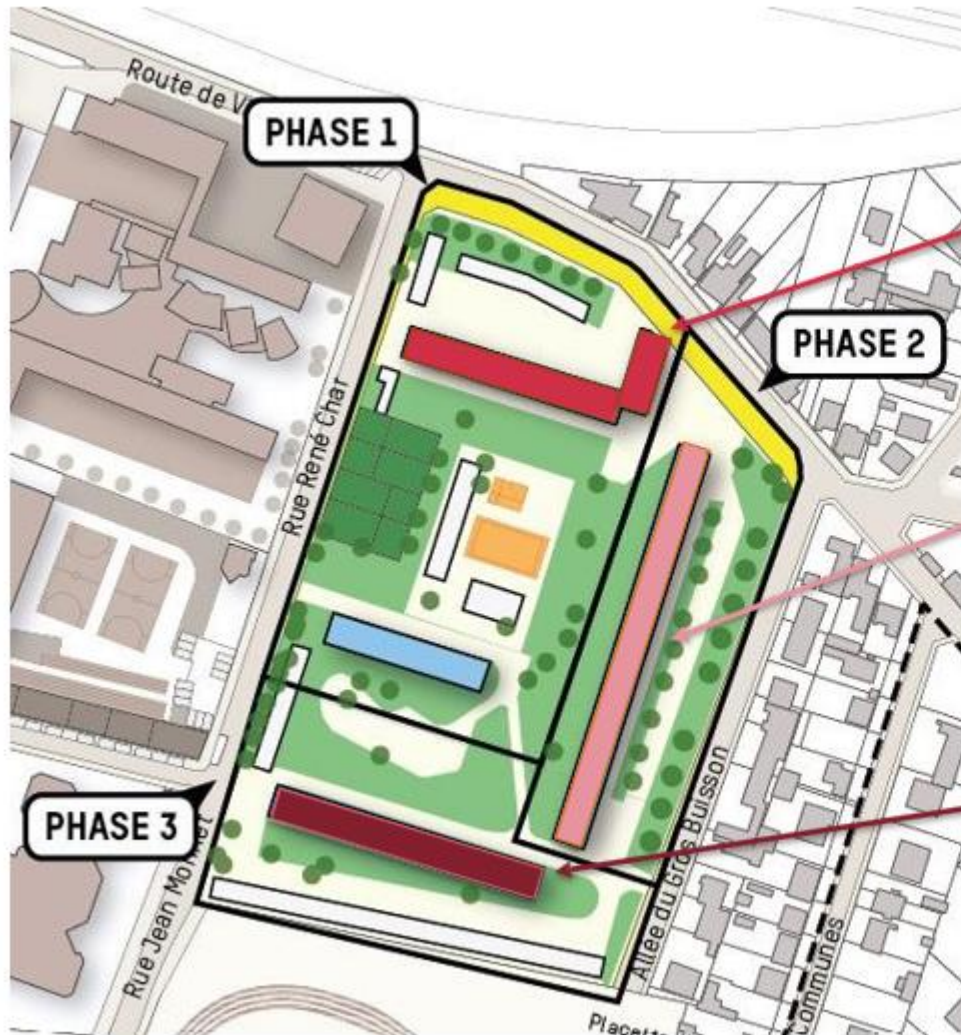 Route de
PHASE 1
PHASE 2
Rue René Char
PHASE 3
Rue Jean Monnet
Allée du Gros Buisson
Communes